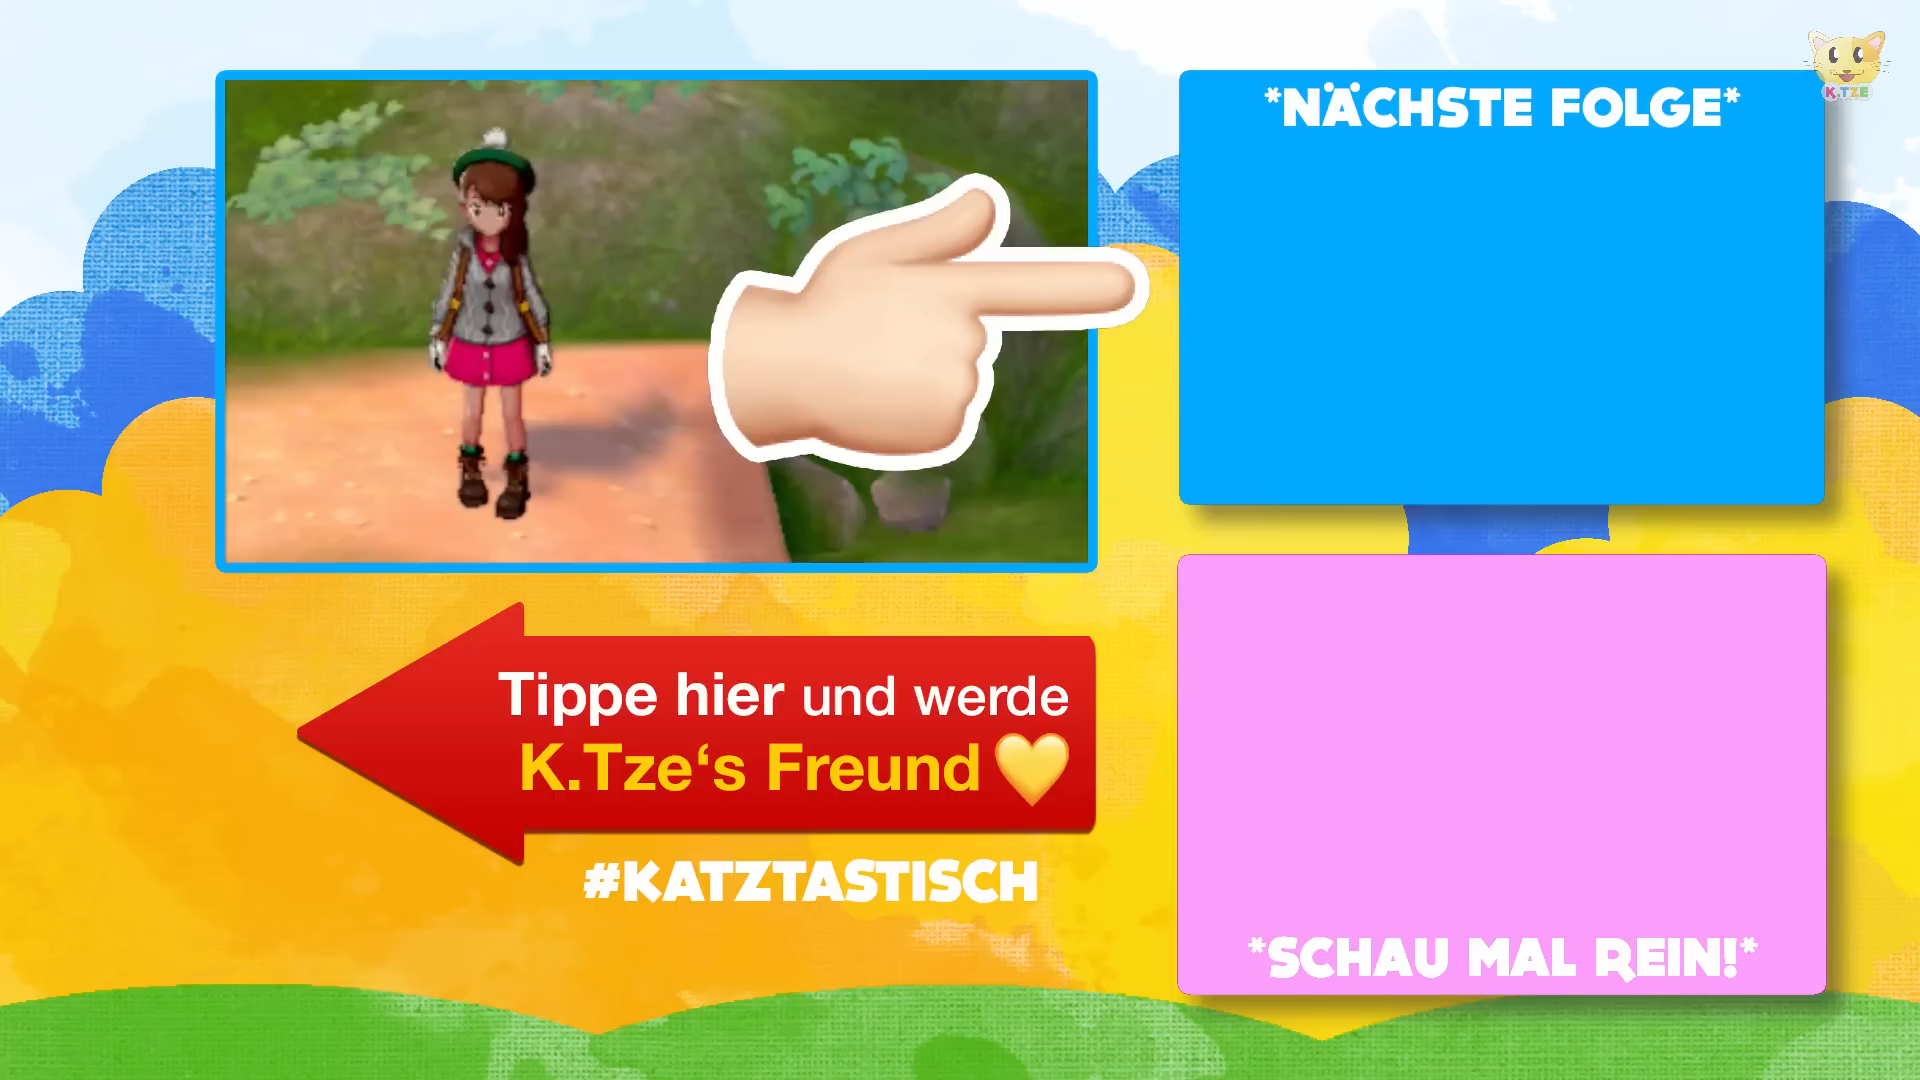 *NÄCHSTE FOLGE*
K.TZE
Tippe hier und werde
K.Tze‘s Freund
#KATZTASTISCH
*SCHAU MAL REIN!*